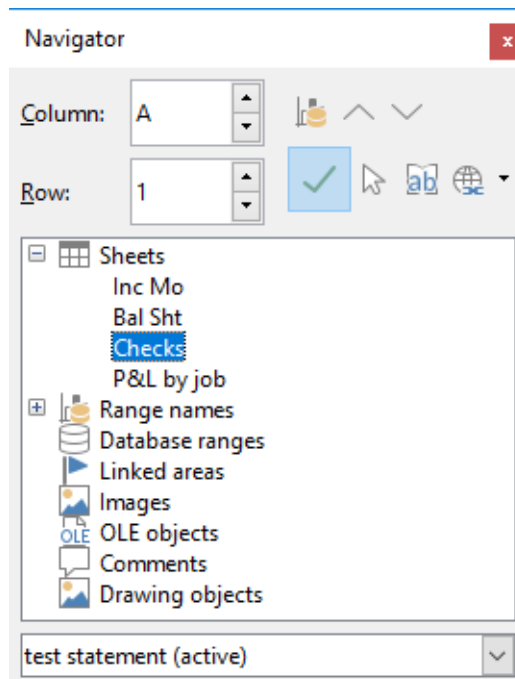 Navigator
x
Column: A
Row: 1
ab
Sheets
Inc Mo
Bal Sht
Checks
P&L by job
Range names
Database ranges
Linked areas
Images
OLE OLE objects
Comments
Drawing objects
test statement (active)